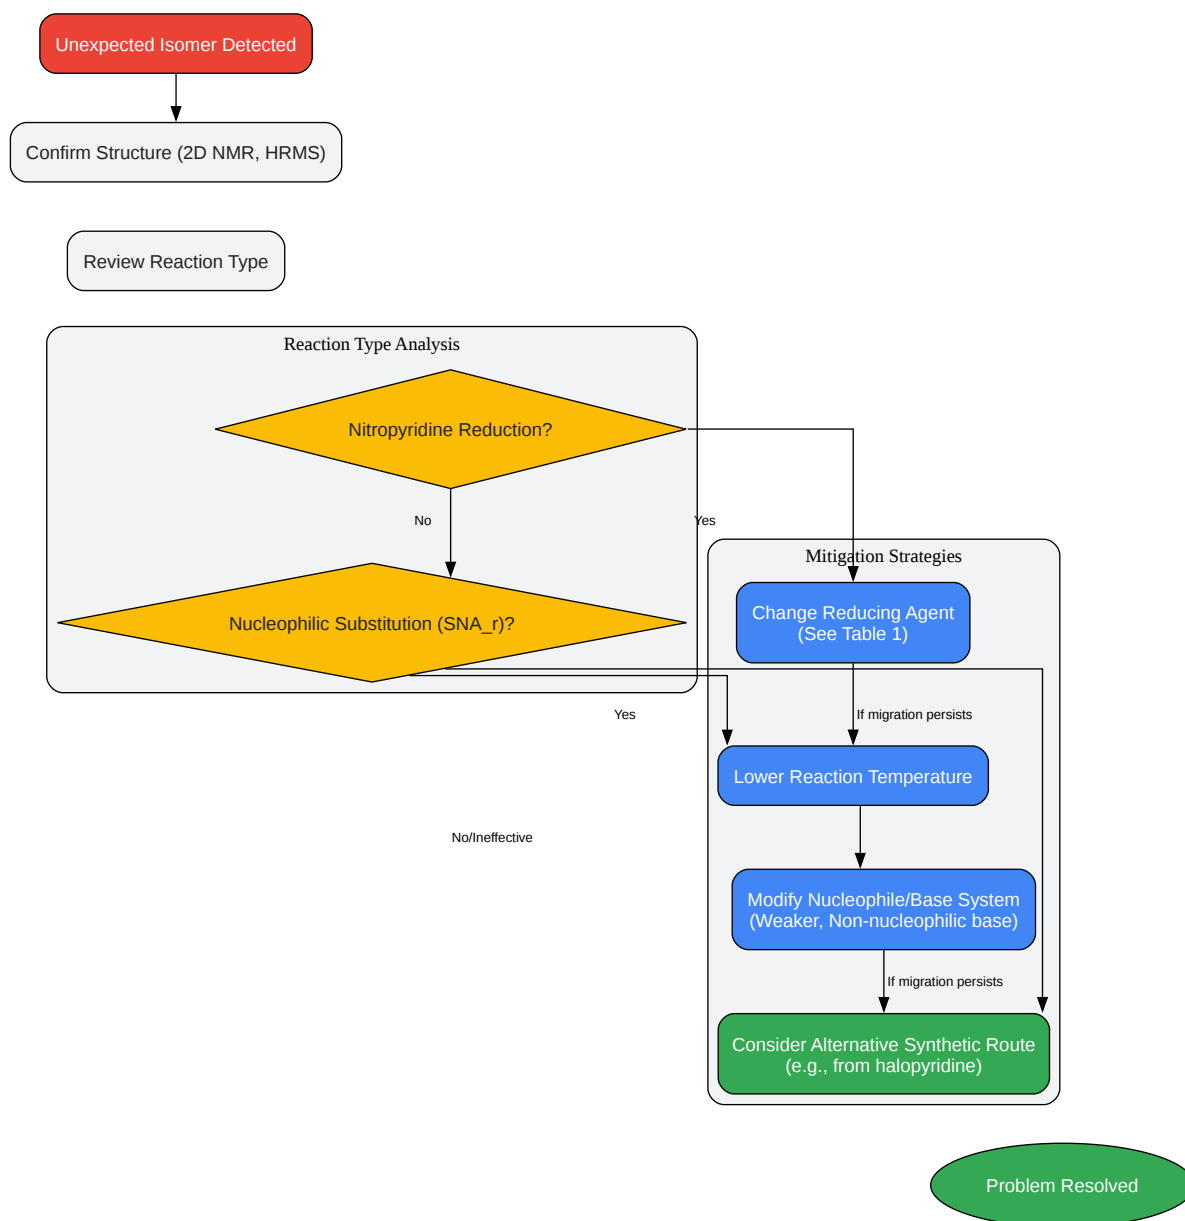 Unexpected Isomer Detected
Confirm Structure (2D NMR, HRMS)
Review Reaction Type
Reaction Type Analysis
Nitropyridine Reduction?
No
Yes
Nucleophilic Substitution (SNA_r)?
Mitigation Strategies
Change Reducing Agent
(See Table 1)
Yes
If migration persists
Lower Reaction Temperature
No/Ineffective
Modify Nucleophile/Base System
(Weaker, Non-nucleophilic base)
If migration persists
Consider Alternative Synthetic Route
(e.g., from halopyridine)
Problem Resolved